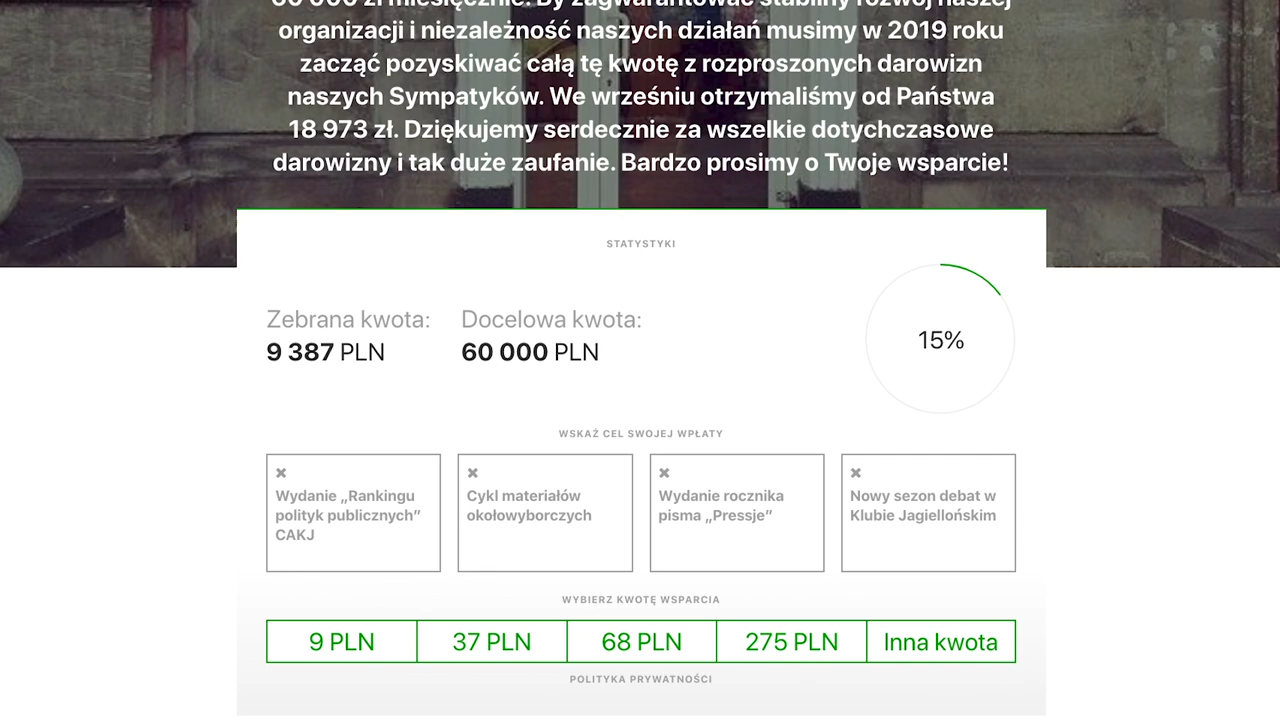 organizacji i niezależność naszych działań musimy w 2019 roku
zacząć pozyskiwać całą tę kwotę z rozproszonych darowizn
naszych Sympatyków. We wrześniu otrzymaliśmy od Państwa
18 973 zł. Dziękujemy serdecznie za wszelkie dotychczasowe
darowizny i tak duże zaufanie. Bardzo prosimy o Twoje wsparcie!
STATYSTYKI
Zebrana kwota: Docelowa kwota:
9 387 PLN 60 000 PLN
15%
WSKAŻ CEL SWOJEJ WPŁATY
Wydanie „Rankingu
polityk publicznych”
CAKJ
Cykl materiałów
okołowyborczych
Wydanie rocznika
pisma „Pressje”
Nowy sezon debat w
Klubie Jagiellońskim
WYBIERZ KWOTĘ WSPARCIA
9 PLN 37 PLN 68 PLN 275 PLN Inna kwota
POLITYKA PRYWATNOŚCI